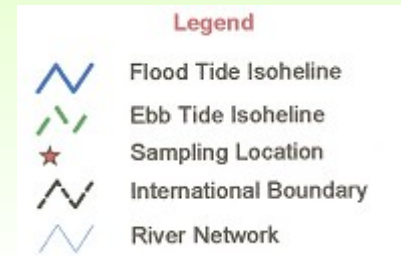 Legend
Flood Tide Isoheline
Ebb Tide Isoheline
Sampling Location
International Boundary
River Network